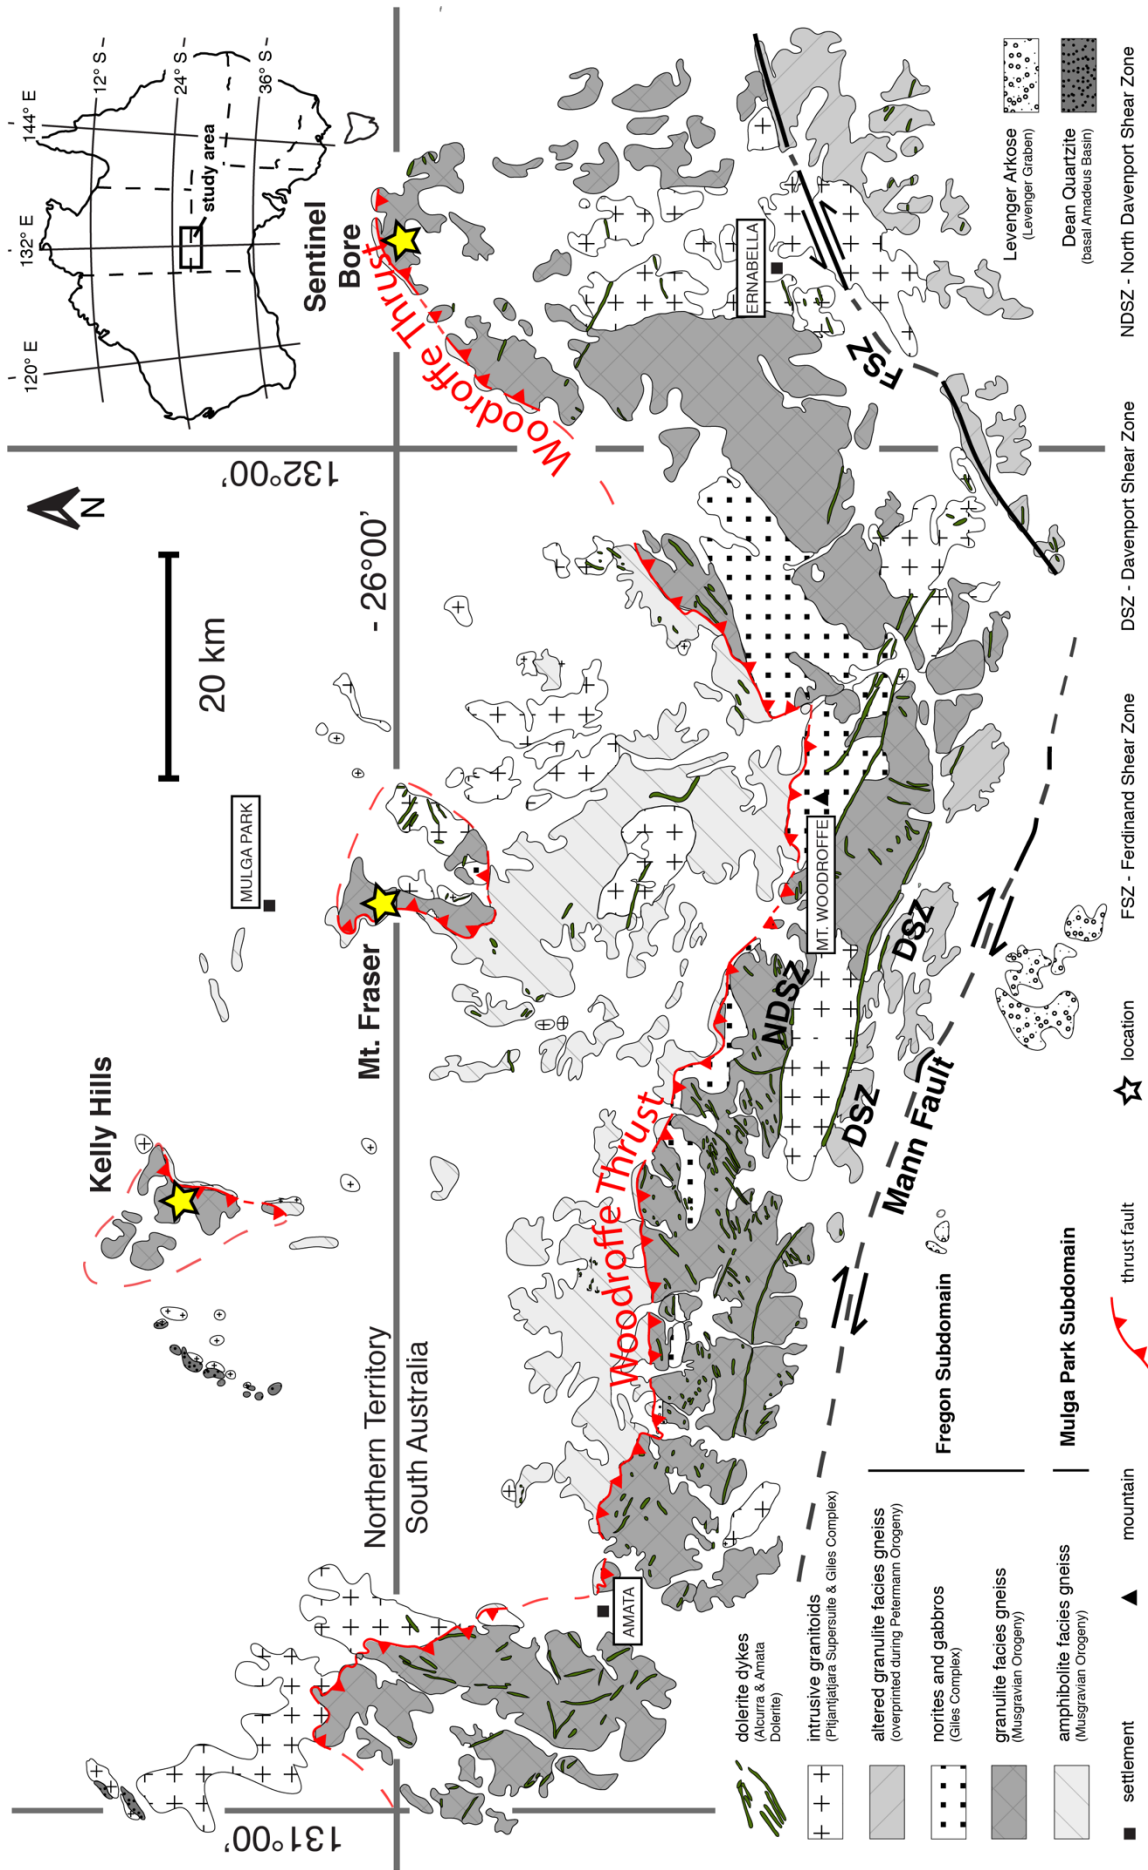 120° E
132° E
144° E
12° S
24° S
36° S
study area
N
20 km
Sentinel
Bore
Woodroffe Thrust
Kelly Hills
MULGA PARK
Mt. Fraser
Northern Territory
South Australia
- 26°00'
131°00'
132°00'
AMATA
Woodroffe Thrust
NDSZ
MT. WOODROFFE
DSZ
DSZ
Mann Fault
ERNABELLA
FSZ
dolerite dykes
(Alcurra & Amata
Dolerite)
intrusive granitoids
(Pitjantjatjara Supersuite & Giles Complex)
altered granulite facies gneiss
(overprinted during Petermann Orogeny)
norites and gabbros
(Giles Complex)
granulite facies gneiss
(Musgravian Orogeny)
amphibolite facies gneiss
(Musgravian Orogeny)
Fregon Subdomain
Mulga Park Subdomain
Levenger Arkose
(Levenger Graben)
Dean Quartzite
(basal Amadeus Basin)
settlement
mountain
thrust fault
location
FSZ - Ferdinand Shear Zone
DSZ - Davenport Shear Zone
NDSZ - North Davenport Shear Zone